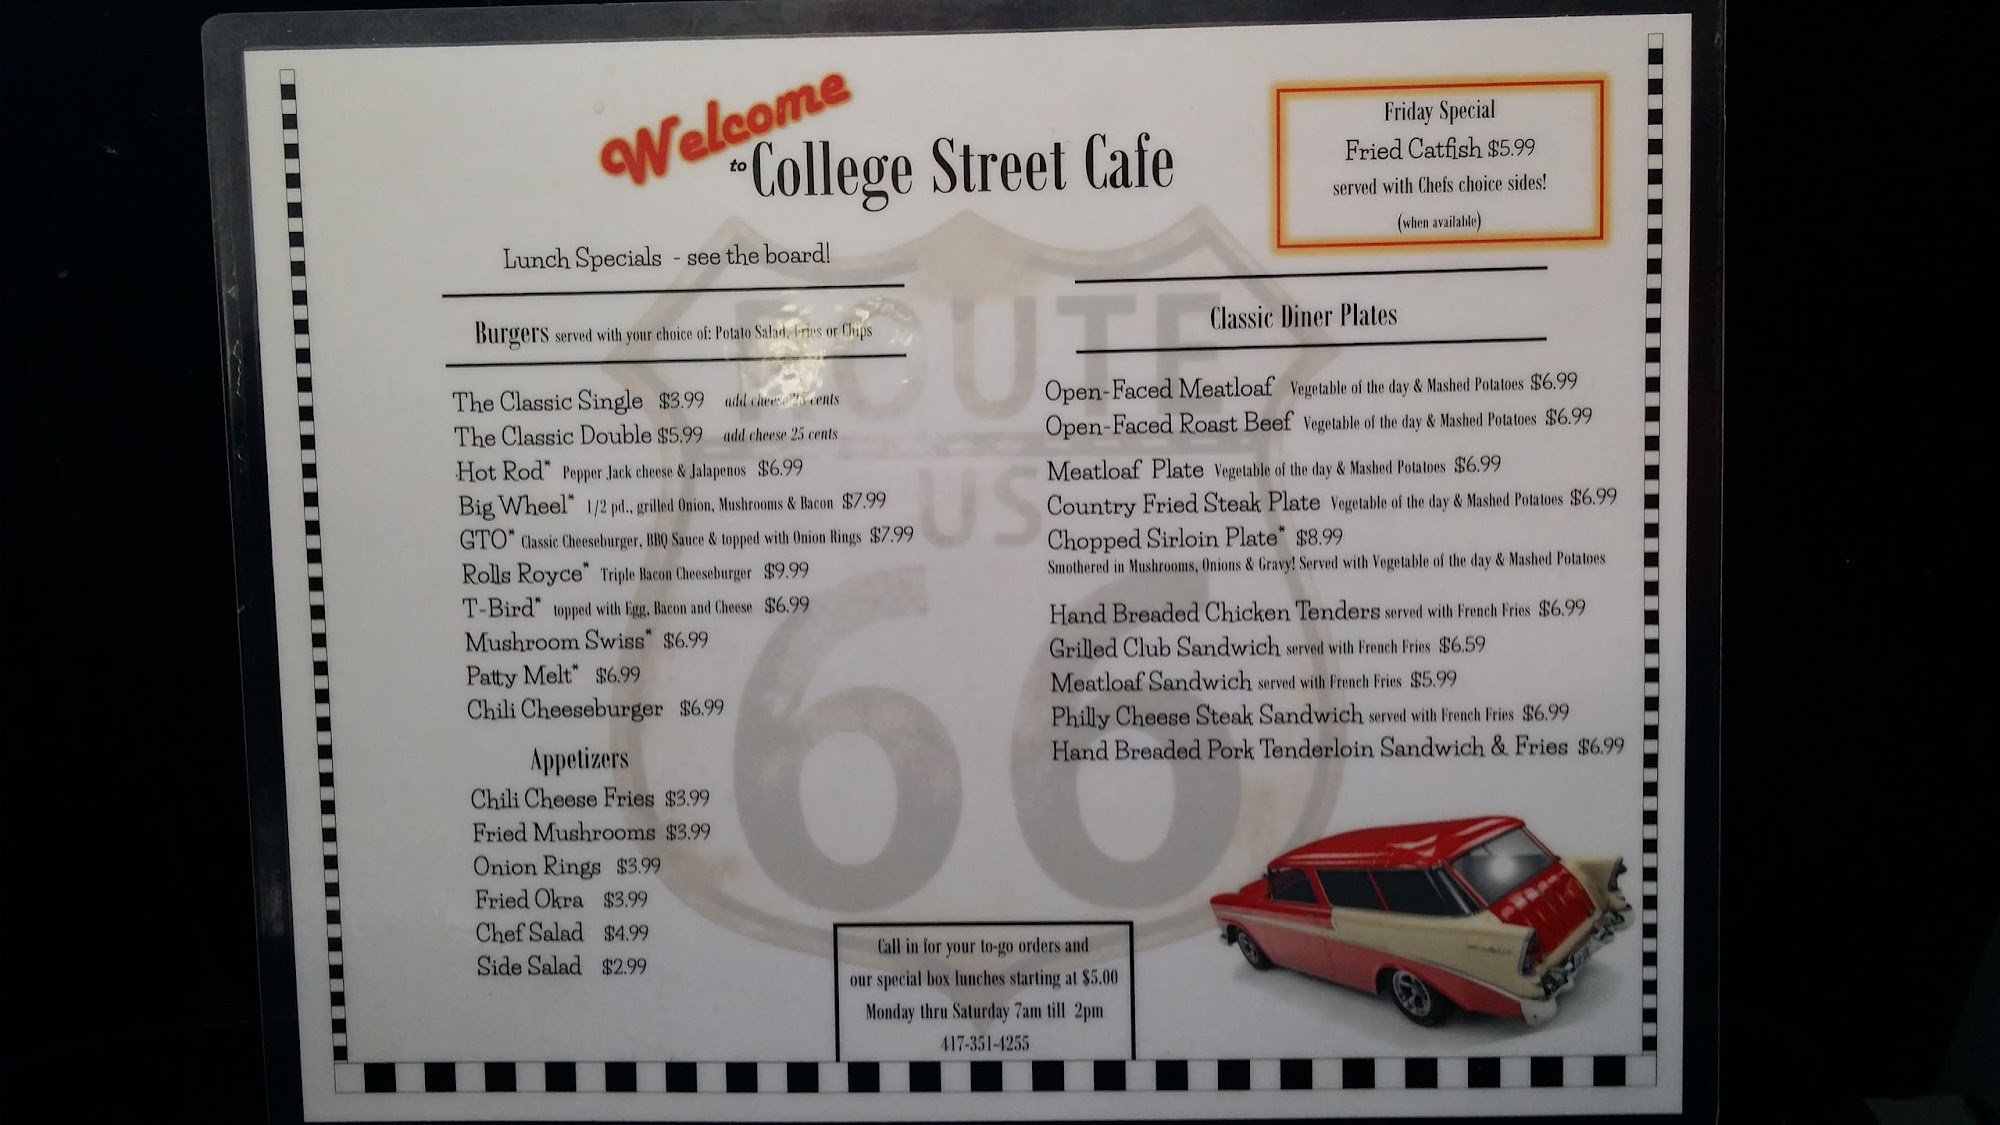 Welcome
to College Street Cafe
Friday Special
Fried Catfish $5.99
served with Chefs choice sides!
(when available)
Lunch Specials - see the board!
Burgers served with your choice of: Potato Salad, Fries or Chips
The Classic Single $3.99 add cheese 25 cents
The Classic Double $5.99 add cheese 25 cents
Hot Rod* Pepper Jack cheese & Jalapenos $6.99
Big Wheel* 1/2 pd., grilled Onion, Mushrooms & Bacon $7.99
GTO* Classic Cheeseburger, BBQ Sauce & topped with Onion Rings $7.99
Rolls Royce* Triple Bacon Cheeseburger $9.99
T-Bird* topped with Egg, Bacon and Cheese $6.99
Mushroom Swiss* $6.99
Patty Melt* $6.99
Chili Cheeseburger $6.99
Appetizers
Chili Cheese Fries $3.99
Fried Mushrooms $3.99
Onion Rings $3.99
Fried Okra $3.99
Chef Salad $4.99
Side Salad $2.99
Classic Diner Plates
Open-Faced Meatloaf Vegetable of the day & Mashed Potatoes $6.99
Open-Faced Roast Beef Vegetable of the day & Mashed Potatoes $6.99
Meatloaf Plate Vegetable of the day & Mashed Potatoes $6.99
Country Fried Steak Plate Vegetable of the day & Mashed Potatoes $6.99
Chopped Sirloin Plate* $8.99
Smothered in Mushrooms, Onions & Gravy! Served with Vegetable of the day & Mashed Potatoes
Hand Breaded Chicken Tenders served with French Fries $6.99
Grilled Club Sandwich served with French Fries $6.59
Meatloaf Sandwich served with French Fries $5.99
Philly Cheese Steak Sandwich served with French Fries $6.99
Hand Breaded Pork Tenderloin Sandwich & Fries $6.99
Call in for your to-go orders and
our special box lunches starting at $5.00
Monday thru Saturday 7am till 2pm
417-351-4255
ROUTE
US
66